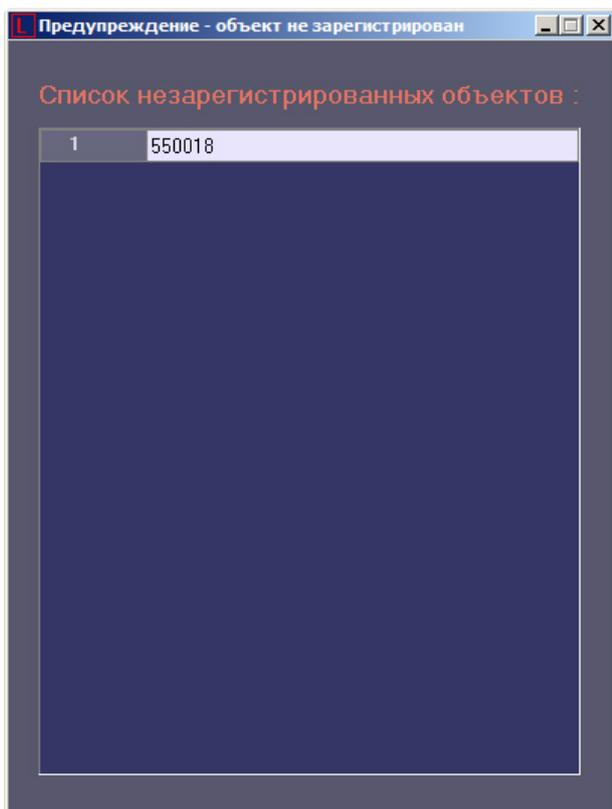 L Предупреждение - объект не зарегистрирован
Список незарегистрированных объектов :
1 550018